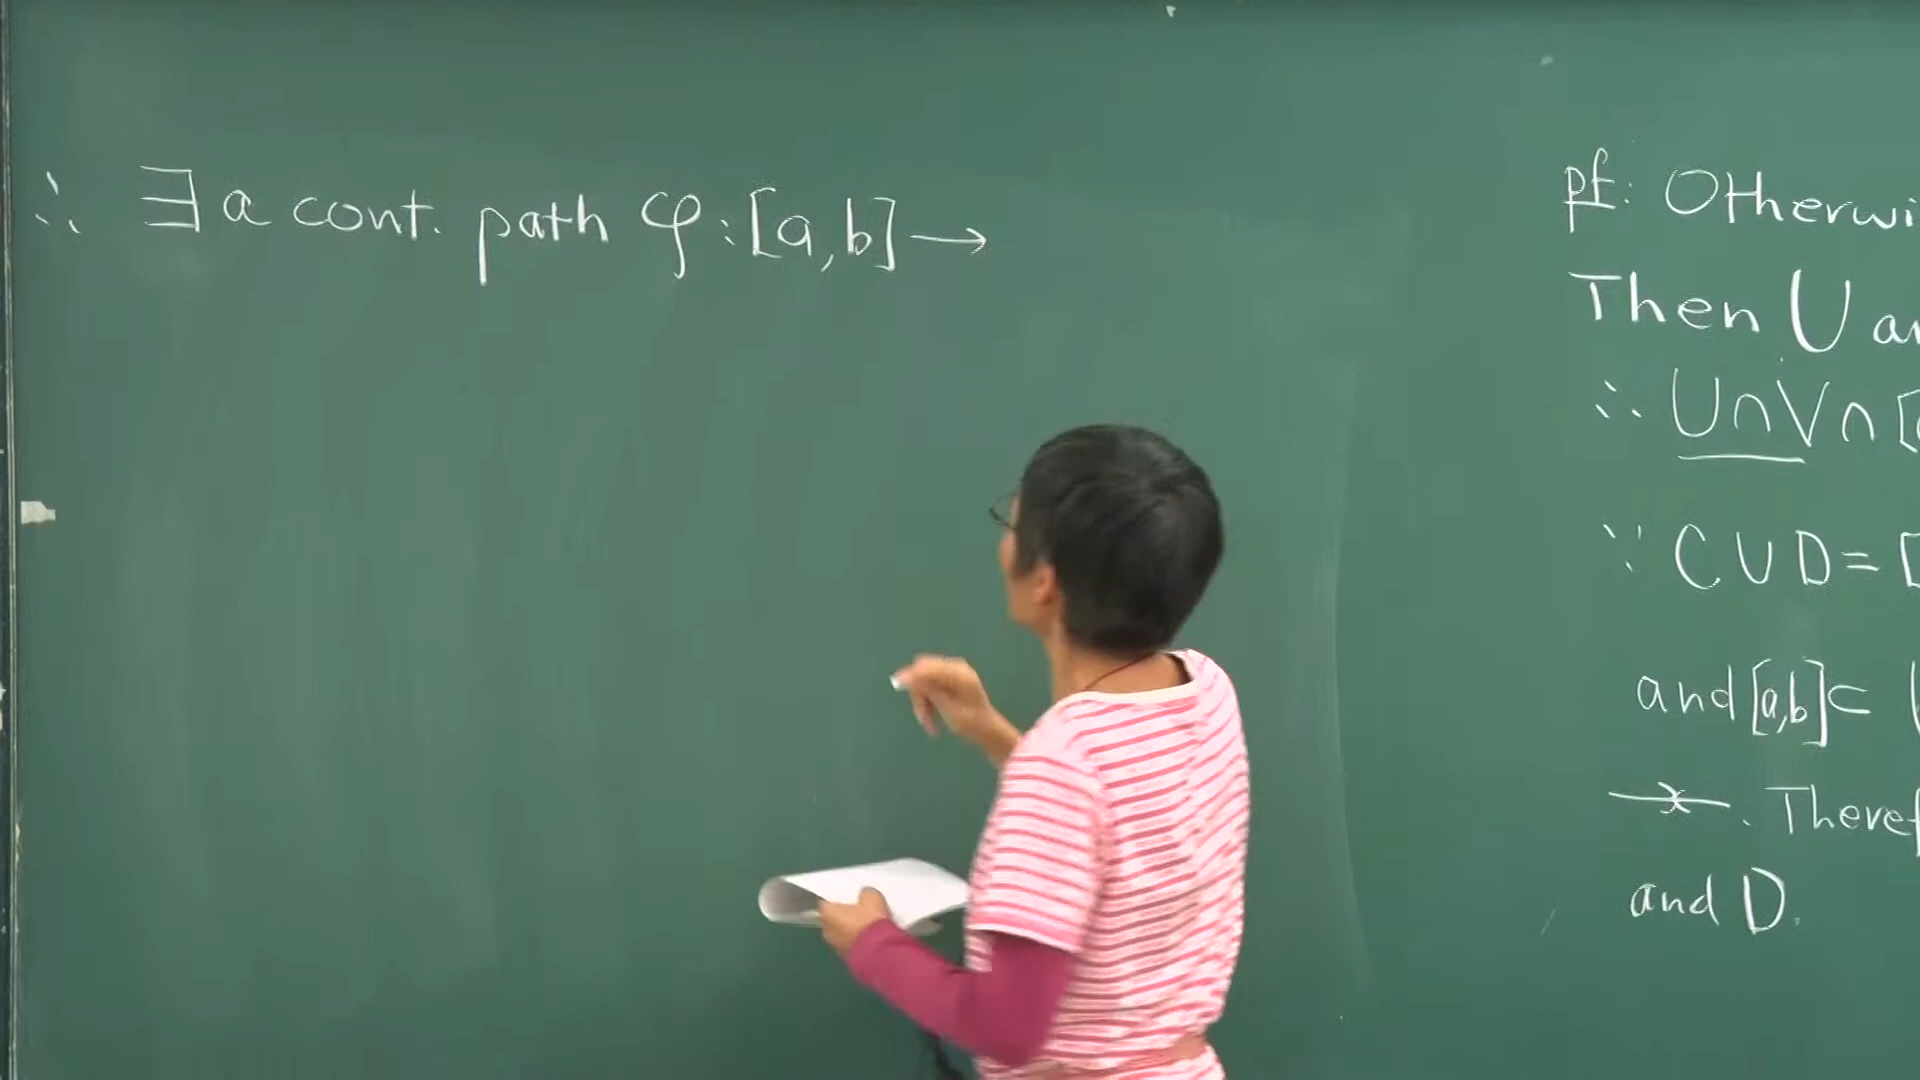 ∴ ∃ a cont. path φ:[a,b]→
pf: Otherwi
Then U a
∴ U∩V∩[
∵ C∪D=[
and [a,b]⊂
—×—. Theref
and D.